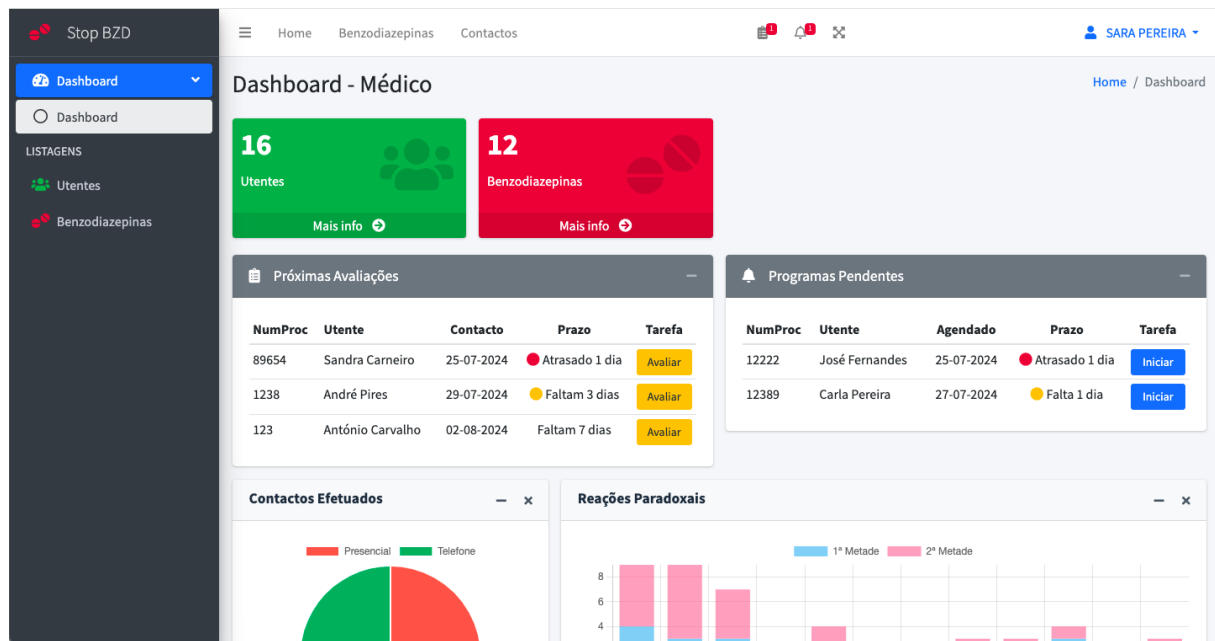 Stop BZD
Home Benzodiazepinas Contactos 1 1 SARA PEREIRA
Dashboard
Dashboard
LISTAGENS
Utentes
Benzodiazepinas
Dashboard - Médico
Home / Dashboard
16
Utentes
Mais info
12
Benzodiazepinas
Mais info
Próximas Avaliações
NumProc Utente Contacto Prazo Tarefa
89654 Sandra Carneiro 25-07-2024 Atrasado 1 dia Avaliar
1238 André Pires 29-07-2024 Faltam 3 dias Avaliar
123 António Carvalho 02-08-2024 Faltam 7 dias Avaliar
Programas Pendentes
NumProc Utente Agendado Prazo Tarefa
12222 José Fernandes 25-07-2024 Atrasado 1 dia Iniciar
12389 Carla Pereira 27-07-2024 Falta 1 dia Iniciar
Contactos Efetuados
Presencial Telefone
Reações Paradoxais
1ª Metade 2ª Metade
8
6
4